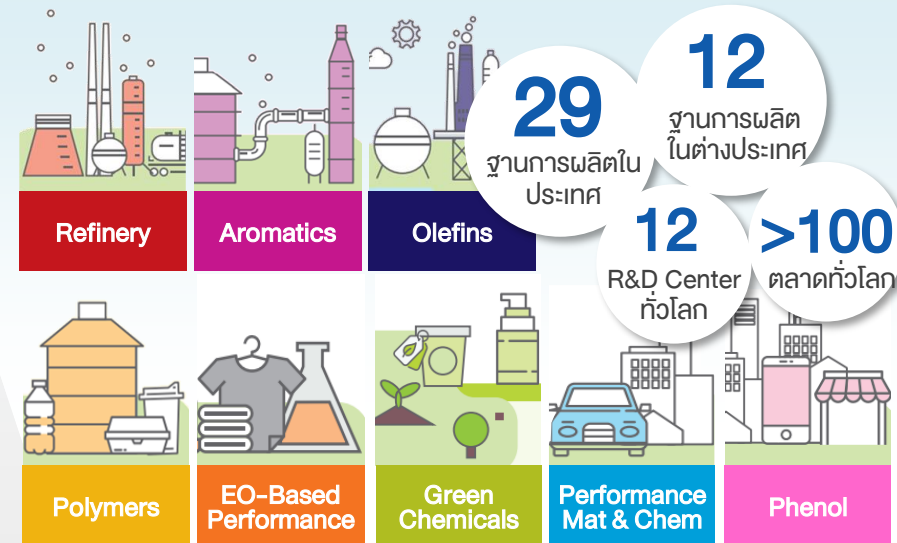 29
ฐานการผลิตใน
ประเทศ
12
ฐานการผลิต
ในต่างประเทศ
12
R&D Center
ทั่วโลก
>100
ตลาดทั่วโลก
Refinery
Aromatics
Olefins
Polymers
EO-Based
Performance
Green
Chemicals
Performance
Mat & Chem
Phenol